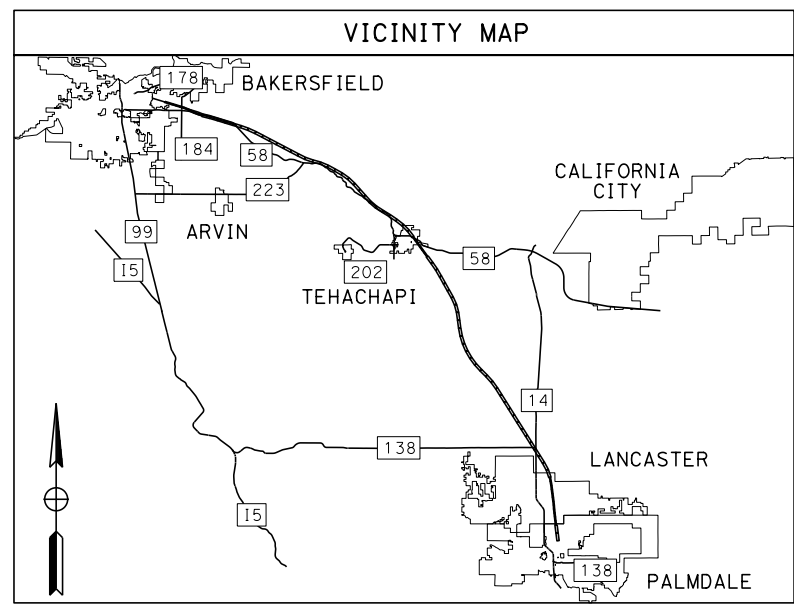 VICINITY MAP
178
BAKERSFIELD
184
58
223
CALIFORNIA
CITY
99
ARVIN
I5
202
58
TEHACHAPI
14
138
LANCASTER
I5
138
PALMDALE